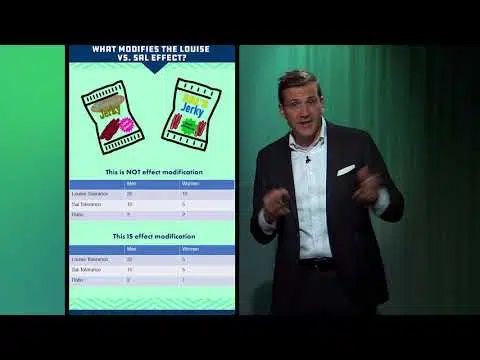 WHAT MODIFIES THE LOUISE
VS. SAL EFFECT?
Jerky
SAL'S
Jerky
This is NOT effect modification
Men Women
Louise Tolerance 20 10
Sal Tolerance 10 5
Ratio 2 2
This IS effect modification
Men Women
Louise Tolerance 20 5
Sal Tolerance 10 5
Ratio 2 1